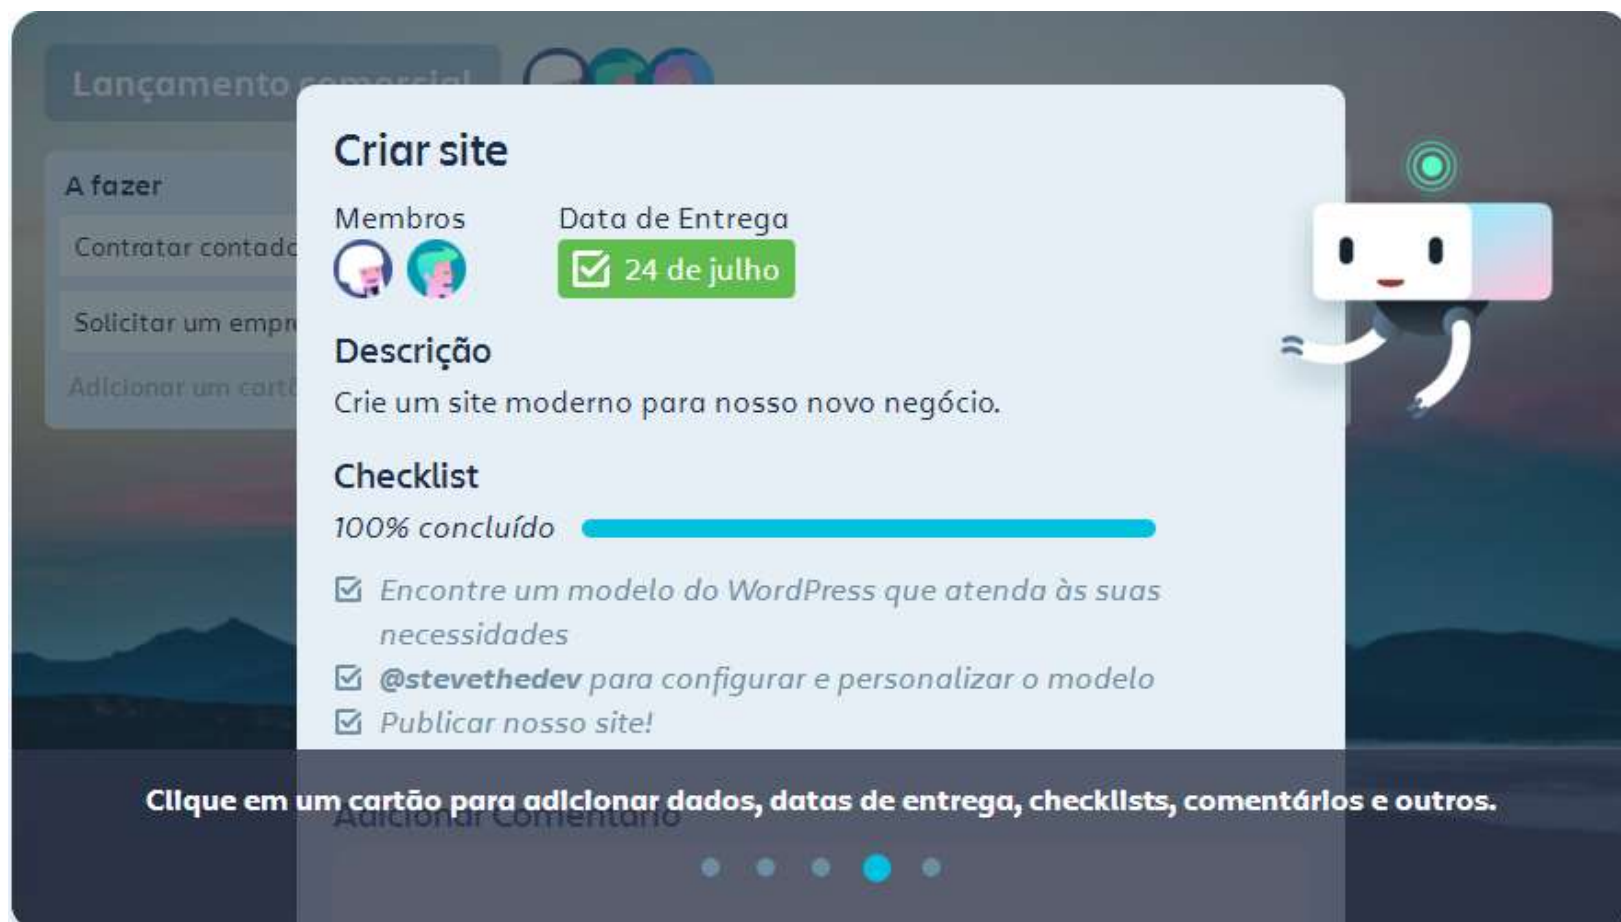 Lançamento comercial
A fazer
Contratar
Solicitar um
Adicionar um
Criar site
Membros
Data de Entrega
24 de julho
Descrição
Crie um site moderno para nosso novo negócio.
Checklist
100% concluído
Encontre um modelo do WordPress que atenda às suas
necessidades
@stevethedev para configurar e personalizar o modelo
Publicar nosso site!
Clique em um cartão para adicionar dados, datas de entrega, checklists, comentários e outros.
Adicionar Comentário